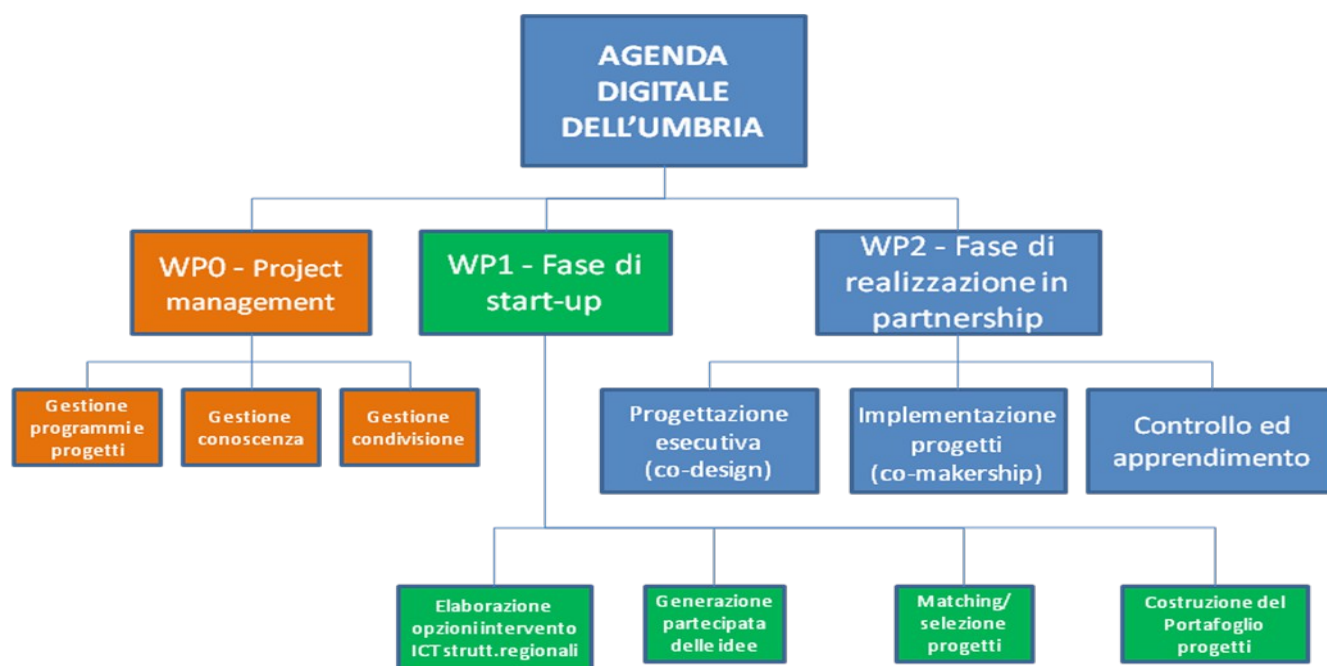 AGENDA
DIGITALE
DELL’UMBRIA
WP0 - Project
management
WP1 - Fase di
start-up
WP2 - Fase di
realizzazione in
partnership
Gestione
programmi e
progetti
Gestione
conoscenza
Gestione
condivisione
Progettazione
esecutiva
(co-design)
Implementazione
progetti
(co-makership)
Controllo ed
apprendimento
Elaborazione
opzioni intervento
ICT strutt.regionali
Generazione
partecipata
delle idee
Matching/
selezione
progetti
Costruzione del
Portafoglio
progetti